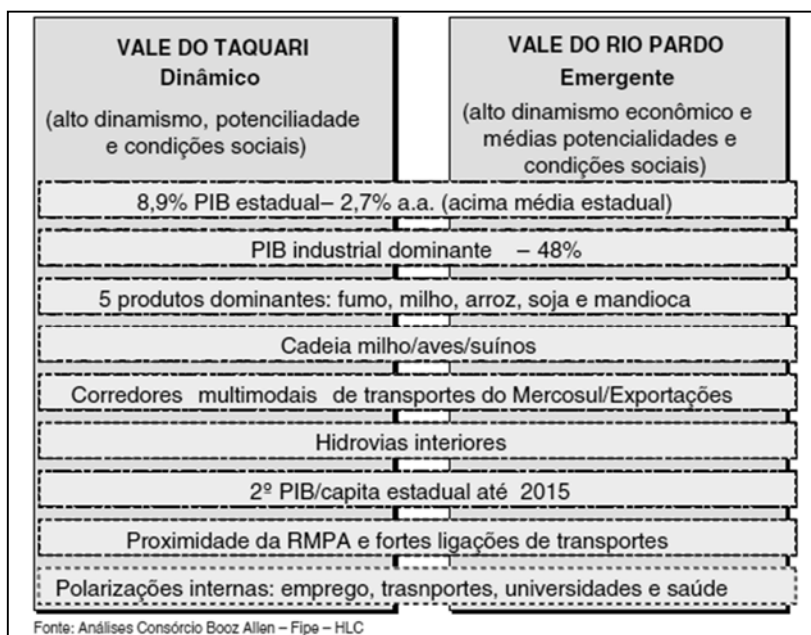 VALE DO TAQUARI
Dinâmico
(alto dinamismo, potenciliadade
e condições sociais)
VALE DO RIO PARDO
Emergente
(alto dinamismo econômico e
médias potencialidades e
condições sociais)
8,9% PIB estadual– 2,7% a.a. (acima média estadual)
PIB industrial dominante – 48%
5 produtos dominantes: fumo, milho, arroz, soja e mandioca
Cadeia milho/aves/suínos
Corredores multimodais de transportes do Mercosul/Exportações
Hidrovias interiores
2º PIB/capita estadual até 2015
Proximidade da RMPA e fortes ligações de transportes
Polarizações internas: emprego, trasnportes, universidades e saúde
Fonte: Análises Consórcio Booz Allen – Fipe – HLC